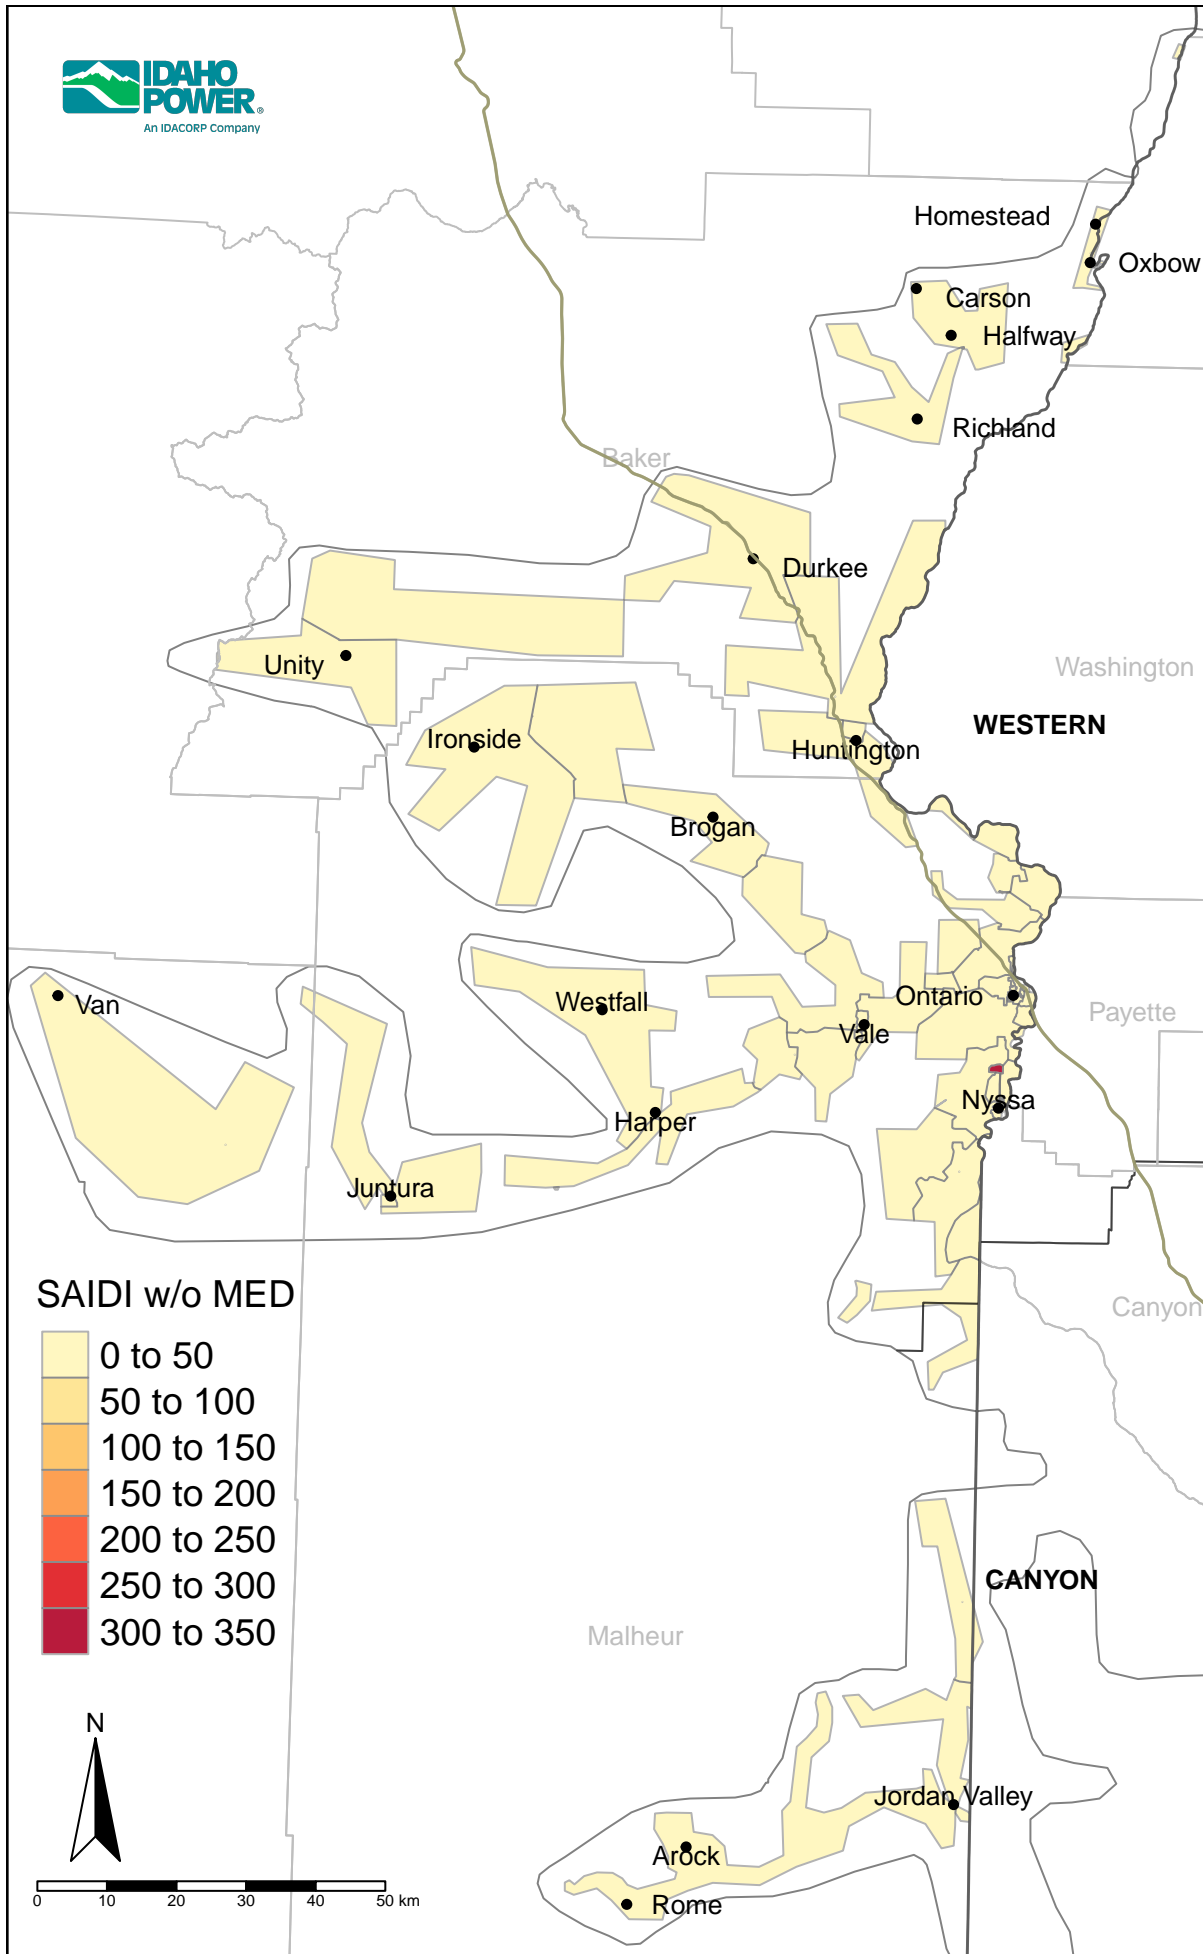 IDAHO
POWER®
An IDACORP Company
Homestead
Oxbow
Carson
Halfway
Richland
Baker
Durkee
Unity
Washington
WESTERN
Ironside
Huntington
Brogan
Van
Westfall
Ontario
Payette
Vale
Nyssa
Harper
Juntura
SAIDI w/o MED
Canyon
0 to 50
50 to 100
100 to 150
150 to 200
200 to 250
250 to 300
300 to 350
CANYON
Malheur
N
Jordan Valley
Arock
Rome
0 10 20 30 40 50 km